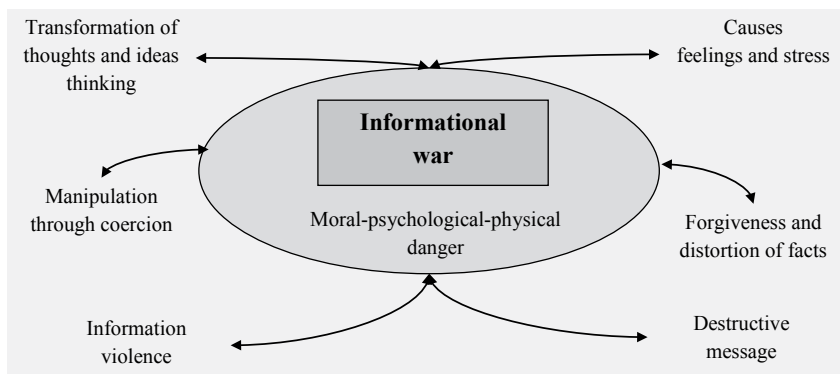 Transformation of
thoughts and ideas
thinking
Causes
feelings and stress
Informational
war
Manipulation
through coercion
Moral-psychological-physical
danger
Forgiveness and
distortion of facts
Information
violence
Destructive
message